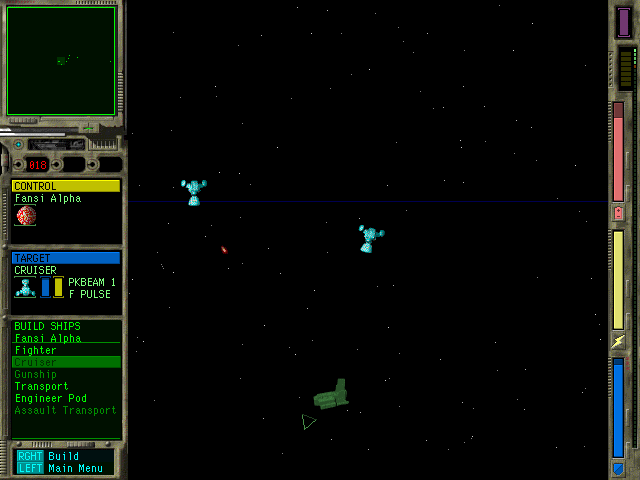 018
CONTROL
Fansi Alpha
TARGET
CRUISER
PKBEAM 1
F PULSE
BUILD SHIPS
Fansi Alpha
Fighter
Cruiser
Gunship
Transport
Engineer Pod
Assault Transport
RGHT Build
LEFT Main Menu